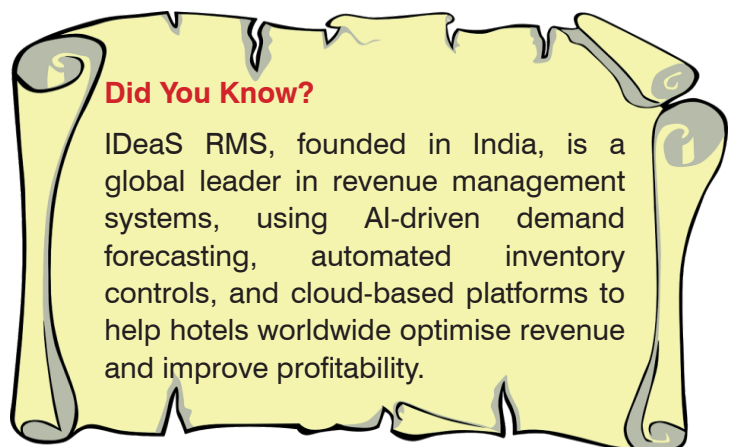 Did You Know?
IDeaS RMS, founded in India, is a
global leader in revenue management
systems, using AI-driven demand
forecasting, automated inventory
controls, and cloud-based platforms to
help hotels worldwide optimise revenue
and improve profitability.